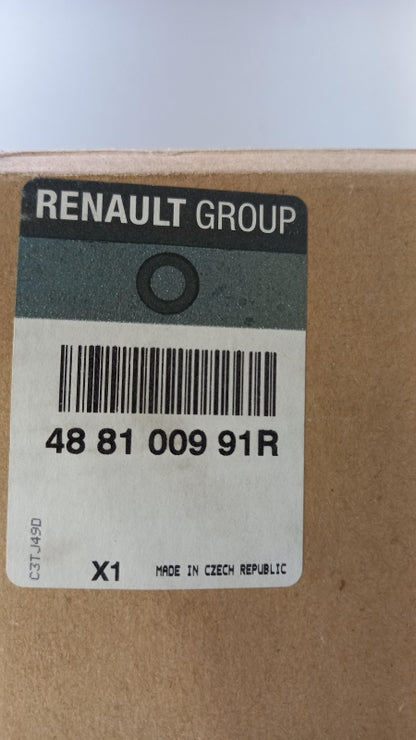 RENAULT GROUP
48 81 009 91R
C3TJ49D
X1 MADE IN CZECH REPUBLIC